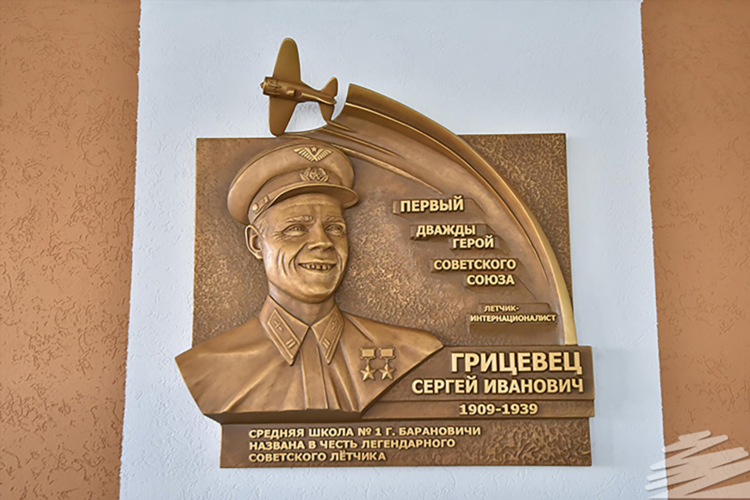 ПЕРВЫЙ
ДВАЖДЫ
ГЕРОЙ
СОВЕТСКОГО
СОЮЗА
ЛЕТЧИК-
ИНТЕРНАЦИОНАЛИСТ
ГРИЦЕВЕЦ
СЕРГЕЙ ИВАНОВИЧ
1909-1939
СРЕДНЯЯ ШКОЛА № 1 Г. БАРАНОВИЧИ
НАЗВАНА В ЧЕСТЬ ЛЕГЕНДАРНОГО
СОВЕТСКОГО ЛЁТЧИКА